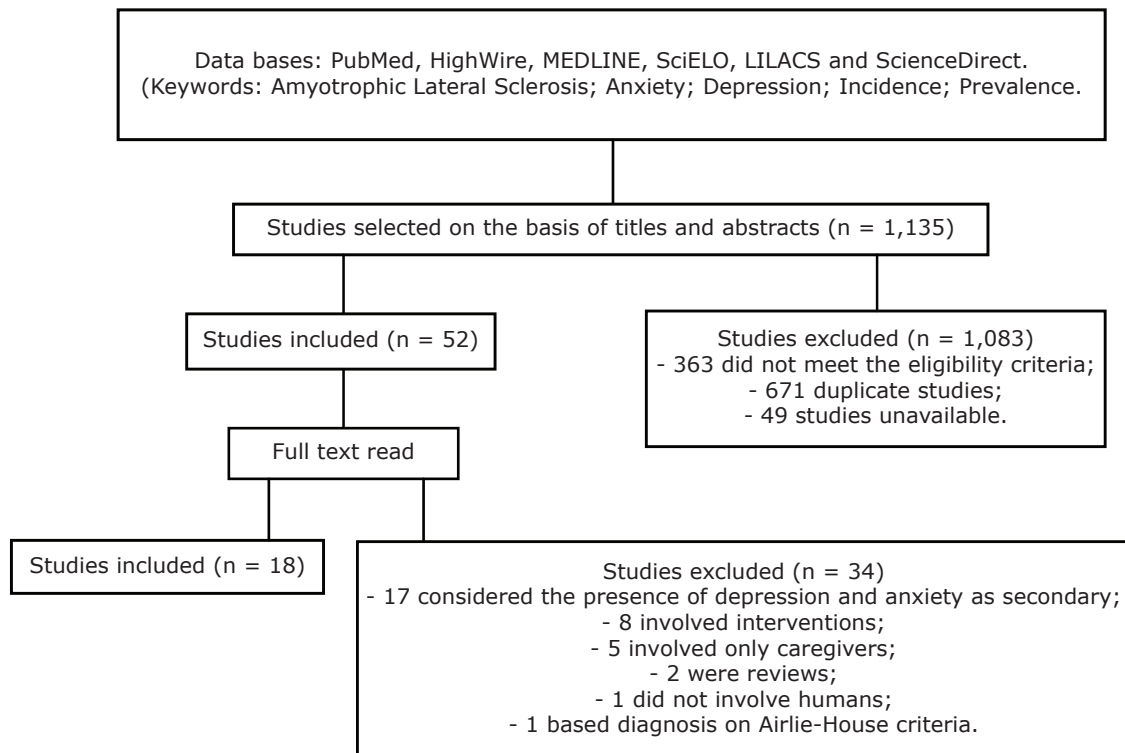 Data bases: PubMed, HighWire, MEDLINE, SciELO, LILACS and ScienceDirect.
(Keywords: Amyotrophic Lateral Sclerosis; Anxiety; Depression; Incidence; Prevalence.
Studies selected on the basis of titles and abstracts (n = 1,135)
Studies included (n = 52)
Studies excluded (n = 1,083)
- 363 did not meet the eligibility criteria;
- 671 duplicate studies;
- 49 studies unavailable.
Full text read
Studies included (n = 18)
Studies excluded (n = 34)
- 17 considered the presence of depression and anxiety as secondary;
- 8 involved interventions;
- 5 involved only caregivers;
- 2 were reviews;
- 1 did not involve humans;
- 1 based diagnosis on Airlie-House criteria.